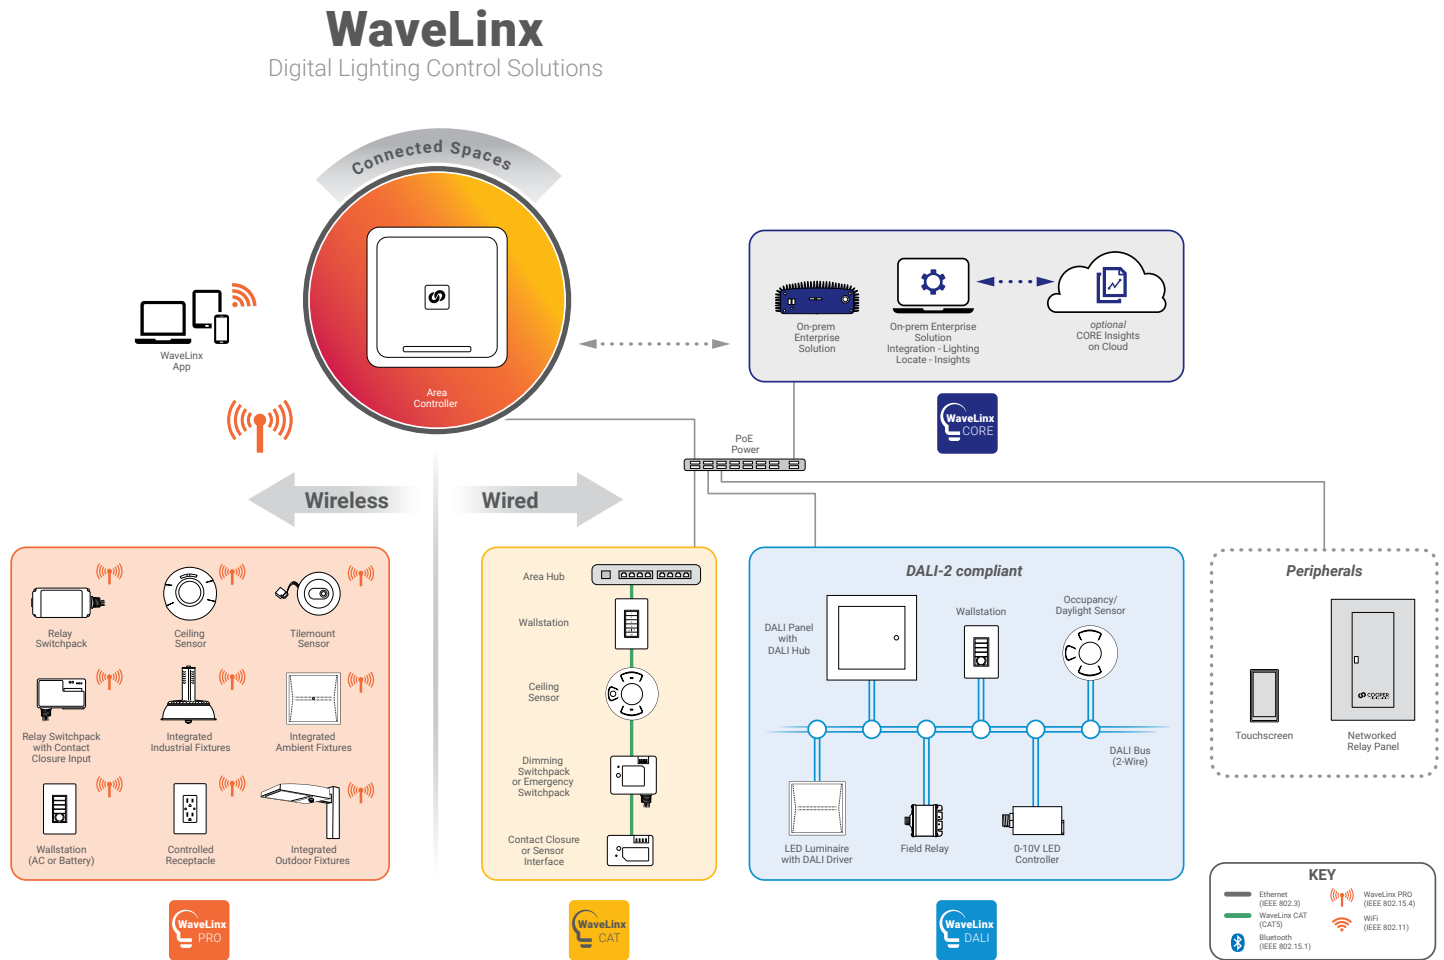 WaveLinx
Digital Lighting Control Solutions
Connected Spaces
Area
Controller
WaveLinx
App
On-prem
Enterprise
Solution
On-prem Enterprise
Solution
Integration - Lighting
Locate - Insights
optional
CORE Insights
on Cloud
WaveLinx
CORE
PoE
Power
Wireless
Wired
Relay
Switchpack
Ceiling
Sensor
Tilemount
Sensor
Relay Switchpack
with Contact
Closure Input
Integrated
Industrial Fixtures
Integrated
Ambient Fixtures
Wallstation
(AC or Battery)
Controlled
Receptacle
Integrated
Outdoor Fixtures
WaveLinx
PRO
Area Hub
Wallstation
Ceiling
Sensor
Dimming
Switchpack
or Emergency
Switchpack
Contact Closure
or Sensor
Interface
WaveLinx
CAT
DALI-2 compliant
DALI Panel
with
DALI Hub
Wallstation
Occupancy/
Daylight Sensor
DALI Bus
(2-Wire)
LED Luminaire
with DALI Driver
Field Relay
0-10V LED
Controller
WaveLinx
DALI
Peripherals
COOPER
Touchscreen
Networked
Relay Panel
KEY
Ethernet
(IEEE 802.3)
WaveLinx CAT
(CAT5)
Bluetooth
(IEEE 802.15.1)
WaveLinx PRO
(IEEE 802.15.4)
WiFi
(IEEE 802.11)